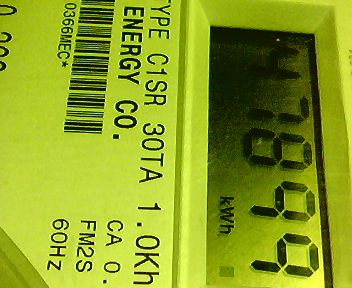 47899
kWh
TYPE C1SR 30TA 1.0Kh
ENERGY CO. CA 0.
FM2S
0366MEC* 60Hz